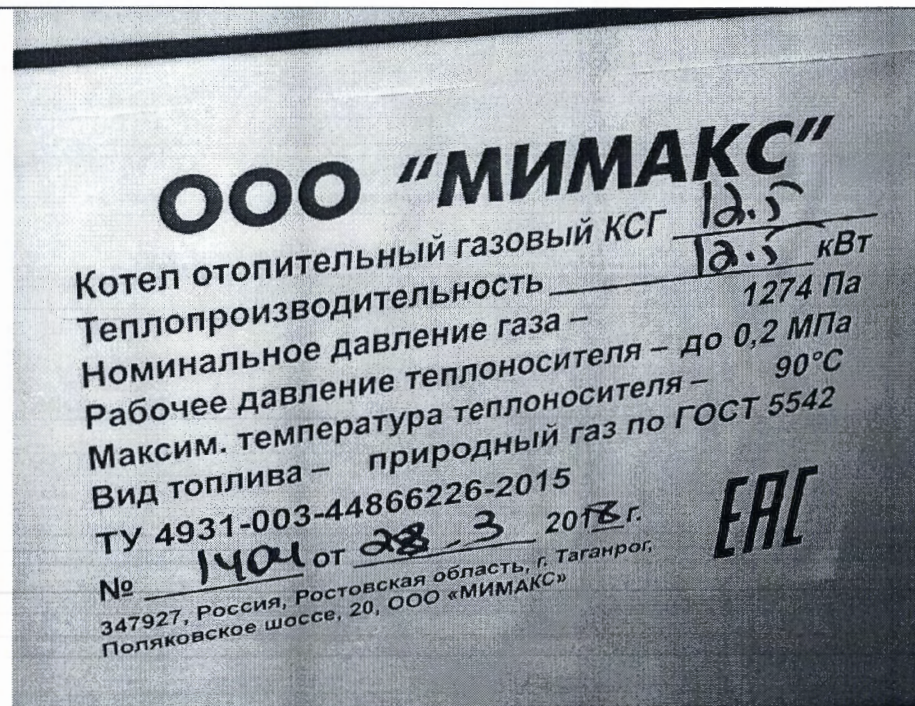 ООО "МИМАКС"
Котел отопительный газовый КСГ 12.5
Теплопроизводительность 12.5 кВт
Номинальное давление газа – 1274 Па
Рабочее давление теплоносителя – до 0,2 МПа
Максим. температура теплоносителя – 90°С
Вид топлива – природный газ по ГОСТ 5542
ТУ 4931-003-44866226-2015
№ 1404 от 28.3 2018 г.
347927, Россия, Ростовская область, г. Таганрог,
Поляковское шоссе, 20, ООО «МИМАКС»
ЕАС